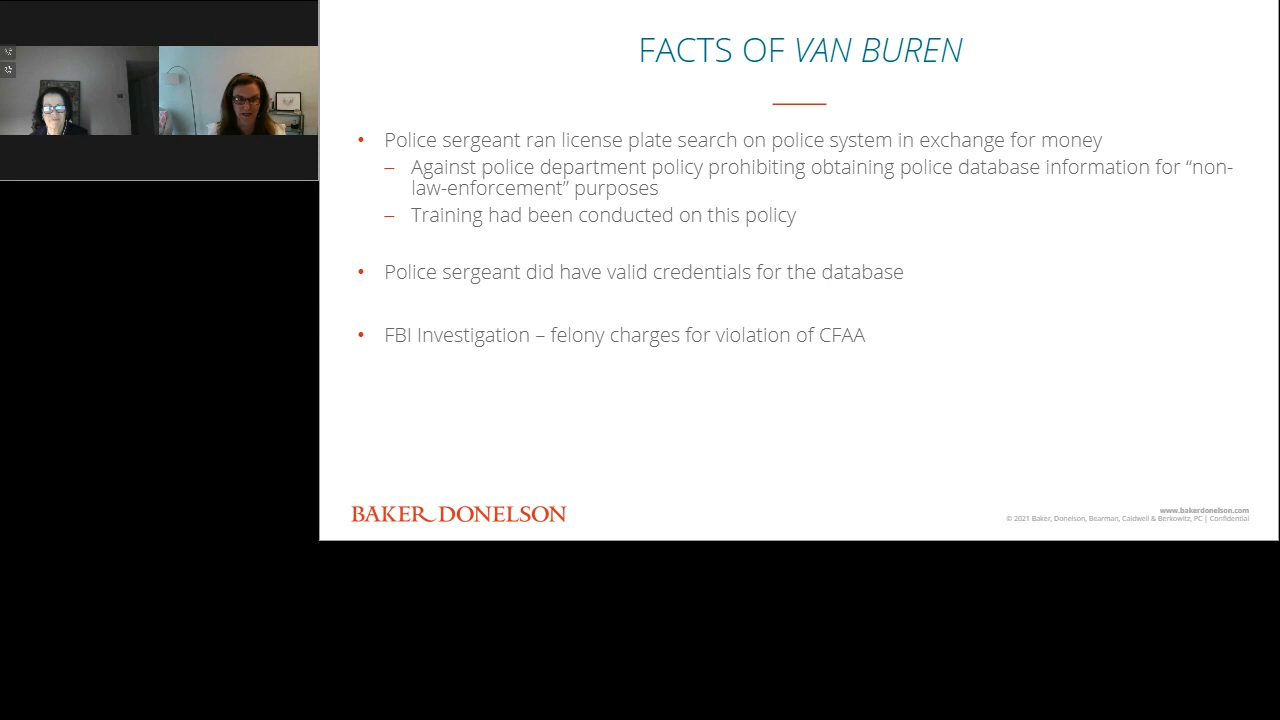 FACTS OF VAN BUREN
• Police sergeant ran license plate search on police system in exchange for money
– Against police department policy prohibiting obtaining police database information for “non-
law-enforcement” purposes
– Training had been conducted on this policy
• Police sergeant did have valid credentials for the database
• FBI Investigation – felony charges for violation of CFAA
BAKER DONELSON
www.bakerdonelson.com
© 2021 Baker, Donelson, Bearman, Caldwell & Berkowitz, PC | Confidential